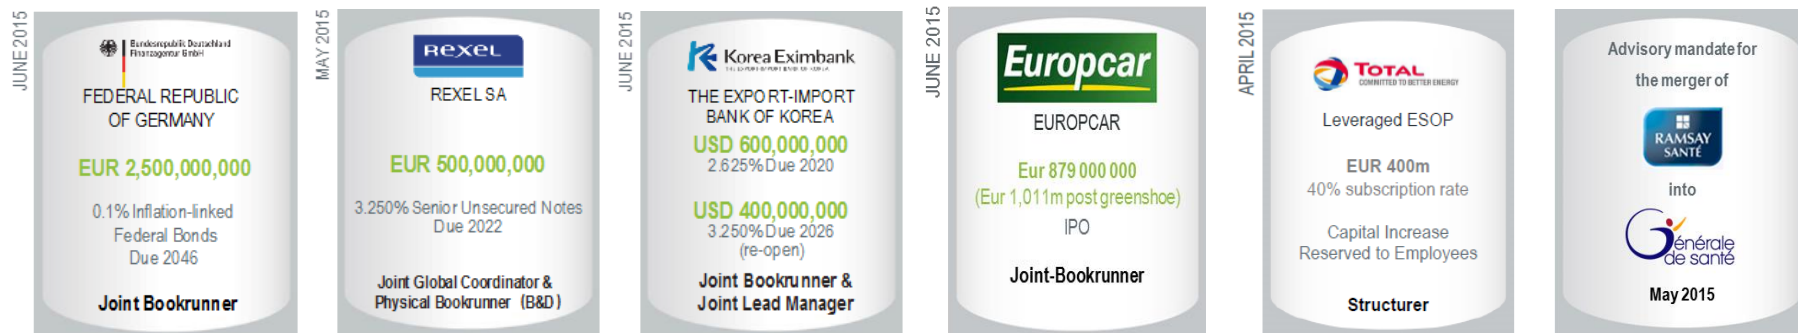 JUNE 2015
Bundesrepublik Deutschland
Finanzagentur GmbH
FEDERAL REPUBLIC
OF GERMANY
EUR 2,500,000,000
0.1% Inflation-linked
Federal Bonds
Due 2046
Joint Bookrunner
MAY 2015
REXEL
REXEL SA
EUR 500,000,000
3.250% Senior Unsecured Notes
Due 2022
Joint Global Coordinator &
Physical Bookrunner (B&D)
JUNE 2015
Korea Eximbank
THE EXPORT-IMPORT BANK OF KOREA
THE EXPORT-IMPORT
BANK OF KOREA
USD 600,000,000
2.625% Due 2020
USD 400,000,000
3.250% Due 2026
(re-open)
Joint Bookrunner &
Joint Lead Manager
JUNE 2015
Europcar
EUROPCAR
Eur 879 000 000
(Eur 1,011m post greenshoe)
IPO
Joint-Bookrunner
APRIL 2015
TOTAL
COMMITTED TO BETTER ENERGY
Leveraged ESOP
EUR 400m
40% subscription rate
Capital Increase
Reserved to Employees
Structurer
Advisory mandate for
the merger of
RAMSAY
SANTÉ
into
Générale
de santé
May 2015